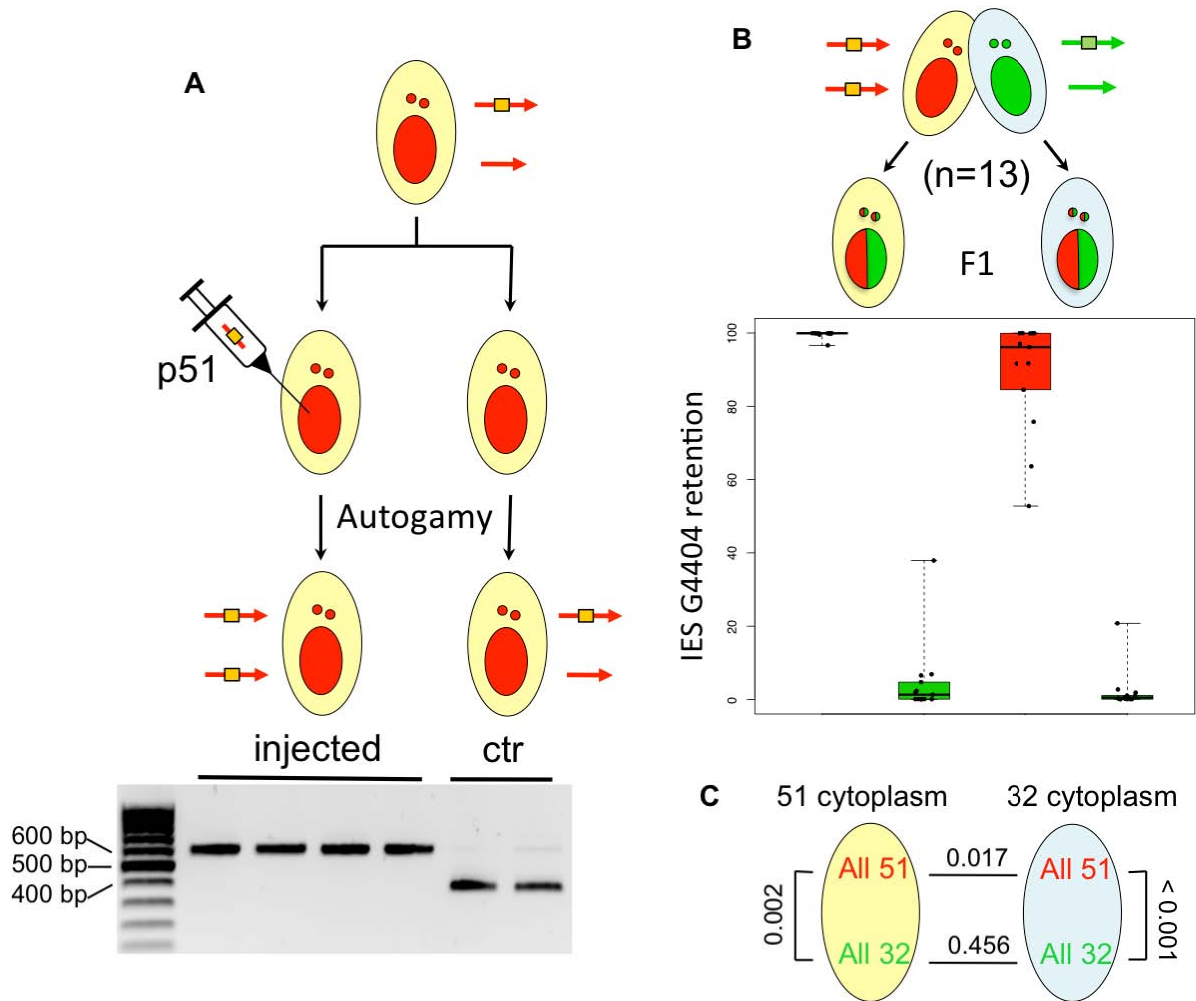 A
p51
Autogamy
injected
ctr
600 bp
500 bp
400 bp
B
(n=13)
F1
IES G4404 retention
100
80
60
40
20
0
C
51 cytoplasm
32 cytoplasm
All 51
0.017
All 51
0.002
< 0.001
All 32
0.456
All 32